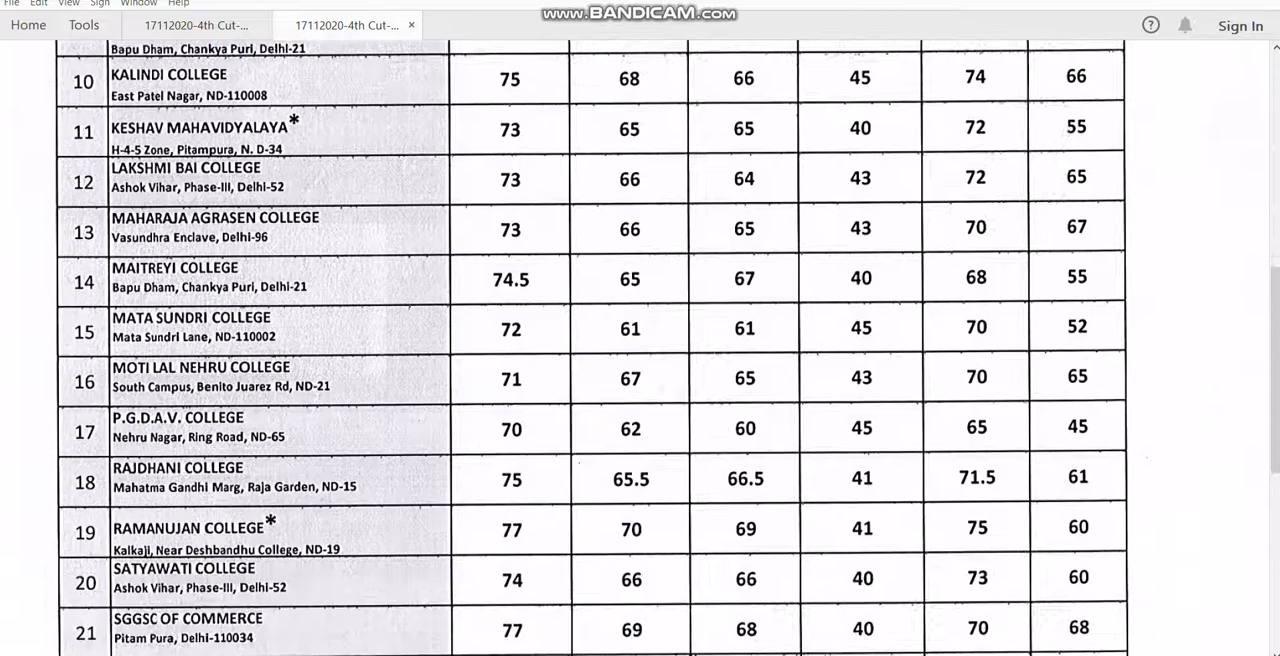 File Edit View Sign Window Help
www.BANDICAM.com
Home Tools 17112020-4th Cut-... 17112020-4th Cut-... × Sign In
Bapu Dham, Chankya Puri, Delhi-21
10 KALINDI COLLEGE 75 68 66 45 74 66
East Patel Nagar, ND-110008
11 KESHAV MAHAVIDYALAYA* 73 65 65 40 72 55
H-4-5 Zone, Pitampura, N. D-34
12 LAKSHMI BAI COLLEGE 73 66 64 43 72 65
Ashok Vihar, Phase-III, Delhi-52
13 MAHARAJA AGRASEN COLLEGE 73 66 65 43 70 67
Vasundhra Enclave, Delhi-96
14 MAITREYI COLLEGE 74.5 65 67 40 68 55
Bapu Dham, Chankya Puri, Delhi-21
15 MATA SUNDRI COLLEGE 72 61 61 45 70 52
Mata Sundri Lane, ND-110002
16 MOTI LAL NEHRU COLLEGE 71 67 65 43 70 65
South Campus, Benito Juarez Rd, ND-21
17 P.G.D.A.V. COLLEGE 70 62 60 45 65 45
Nehru Nagar, Ring Road, ND-65
18 RAJDHANI COLLEGE 75 65.5 66.5 41 71.5 61
Mahatma Gandhi Marg, Raja Garden, ND-15
19 RAMANUJAN COLLEGE* 77 70 69 41 75 60
Kalkaji, Near Deshbandhu College, ND-19
20 SATYAWATI COLLEGE 74 66 66 40 73 60
Ashok Vihar, Phase-III, Delhi-52
21 SGGSC OF COMMERCE 77 69 68 40 70 68
Pitam Pura, Delhi-110034